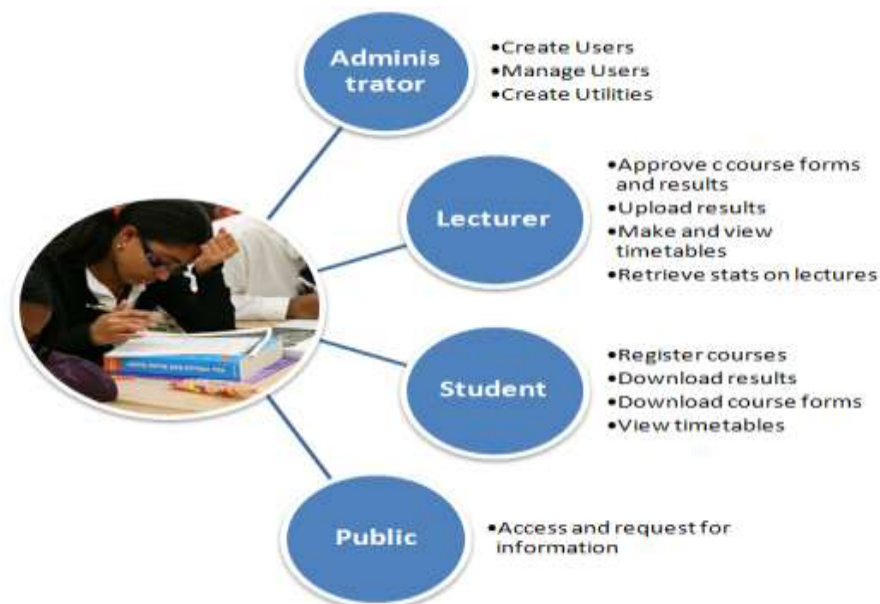 Adminis
trator
•Create Users
•Manage Users
•Create Utilities
Lecturer
•Approve c course forms
and results
•Upload results
•Make and view
timetables
•Retrieve stats on lectures
Student
•Register courses
•Download results
•Download course forms
•View timetables
Public
•Access and request for
information